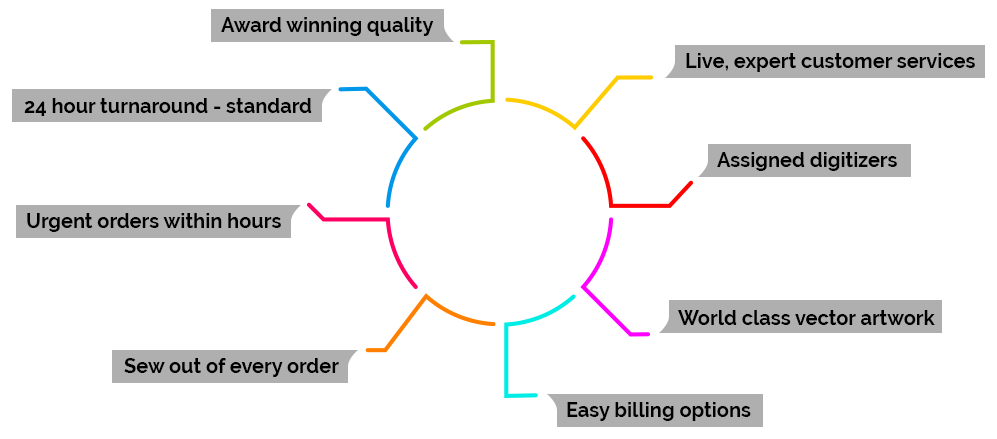 Award winning quality
Live, expert customer services
24 hour turnaround - standard
Assigned digitizers
Urgent orders within hours
World class vector artwork
Sew out of every order
Easy billing options